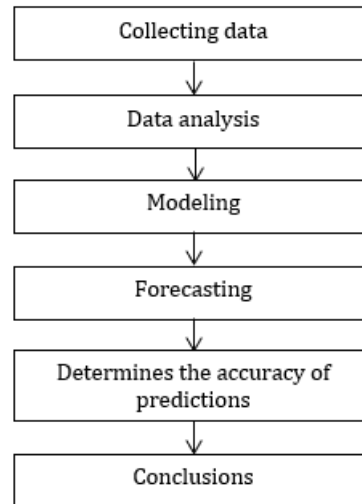 Collecting data
Data analysis
Modeling
Forecasting
Determines the accuracy of
predictions
Conclusions